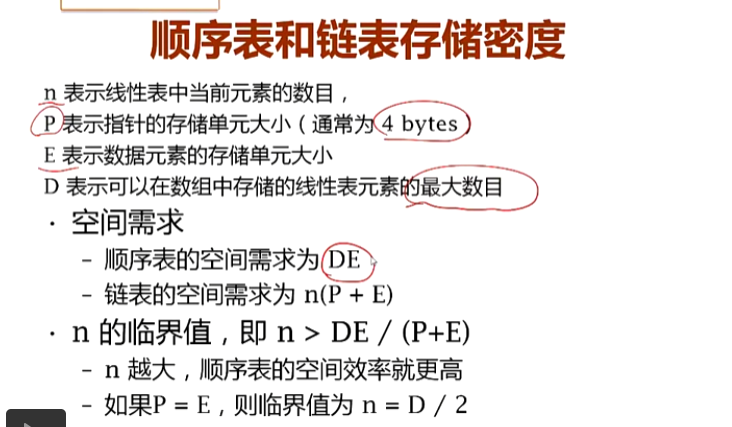 顺序表和链表存储密度
n 表示线性表中当前元素的数目，
P 表示指针的存储单元大小（通常为 4 bytes）
E 表示数据元素的存储单元大小
D 表示可以在数组中存储的线性表元素的最大数目
· 空间需求
– 顺序表的空间需求为 DE
– 链表的空间需求为 n(P + E)
· n 的临界值，即 n > DE / (P+E)
– n 越大，顺序表的空间效率就更高
– 如果P = E，则临界值为 n = D / 2